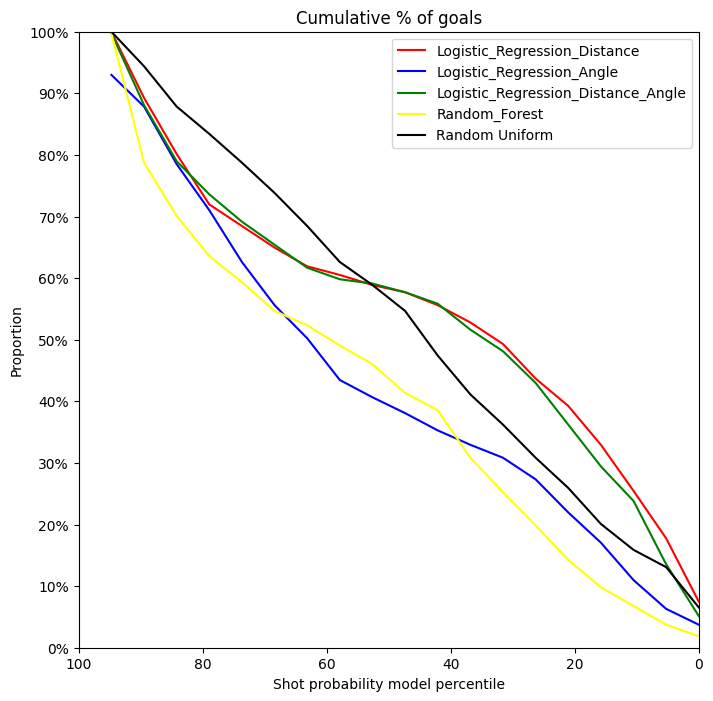 Cumulative % of goals
Logistic_Regression_Distance
Logistic_Regression_Angle
Logistic_Regression_Distance_Angle
Random_Forest
Random Uniform
100%
90%
80%
70%
60%
50%
40%
30%
20%
10%
0%
Proportion
100 80 60 40 20 0
Shot probability model percentile